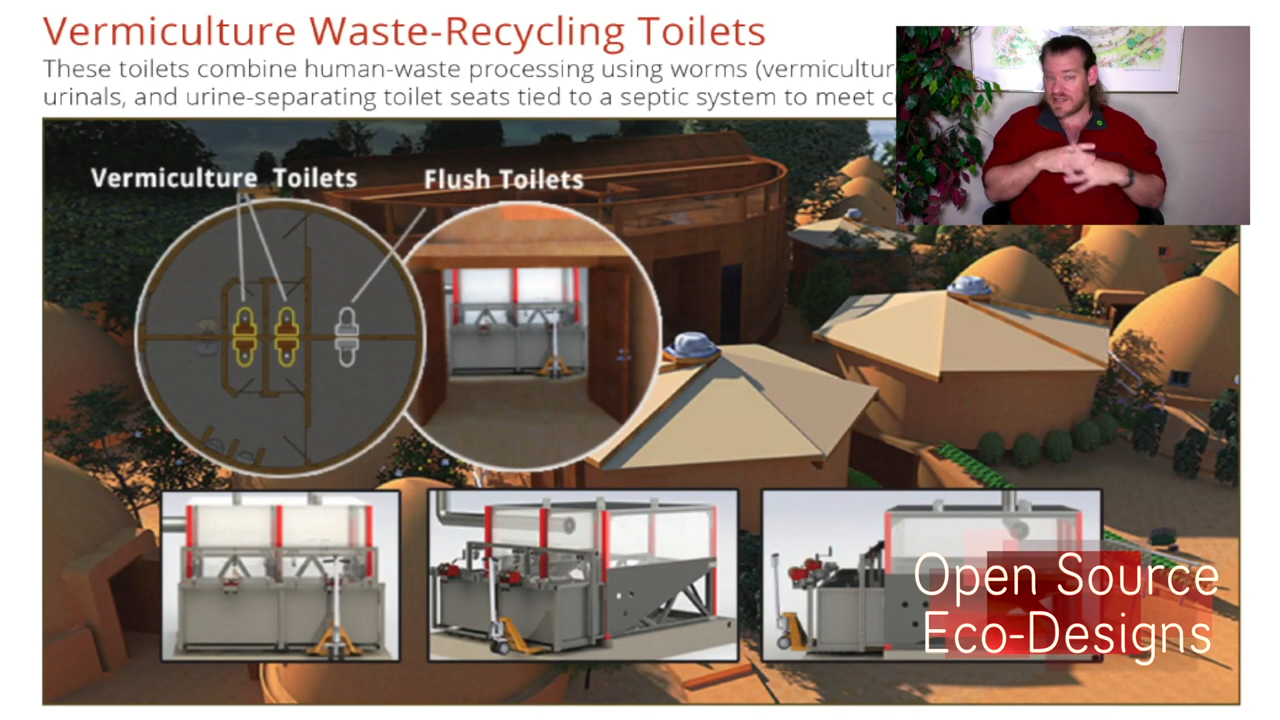 Vermiculture Waste-Recycling Toilets
These toilets combine human-waste processing using worms
urinals, and urine-separating toilet seats tied to a septic system to meet
Vermiculture Toilets
Flush Toilets
Open Source
Eco-Designs